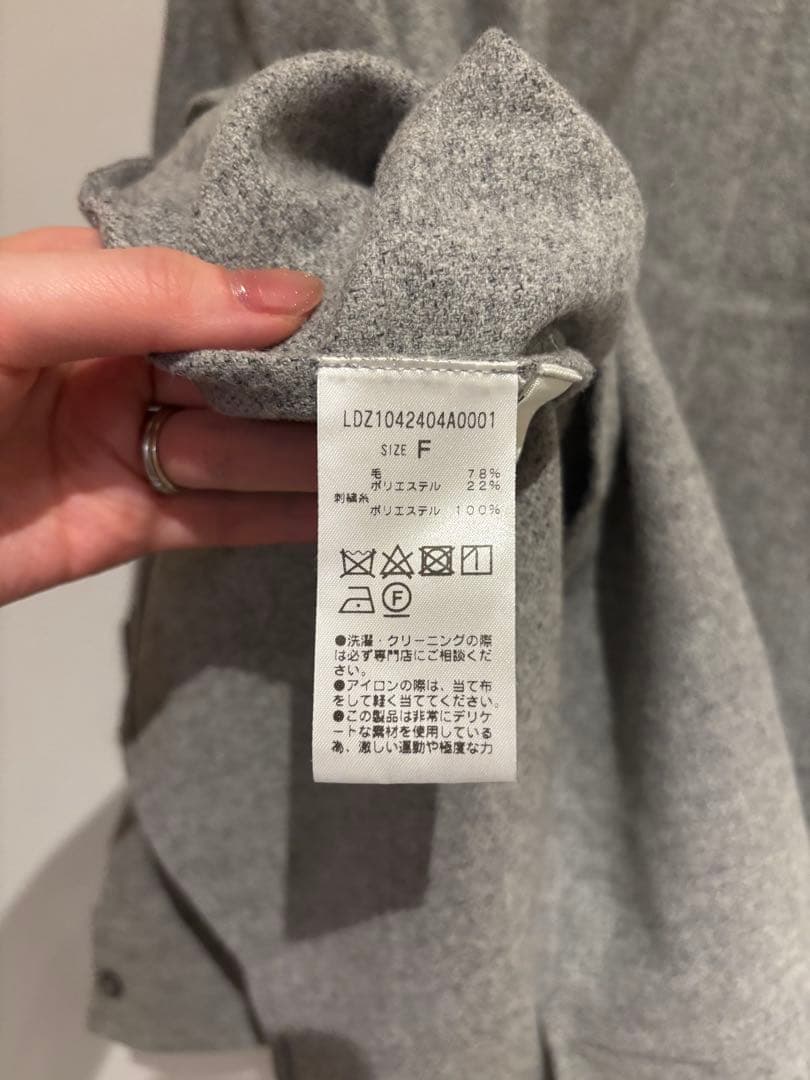 LDZ1042404A0001
SIZE F
毛 78%
ポリエステル 22%
刺繍糸
ポリエステル 100%
F
●洗濯・クリーニングの際
は必ず専門店にご相談くだ
さい。
●アイロンの際は、当て布
をして軽く当ててください。
●この製品は非常にデリケ
ートな素材を使用している
為、激しい運動や極度な力